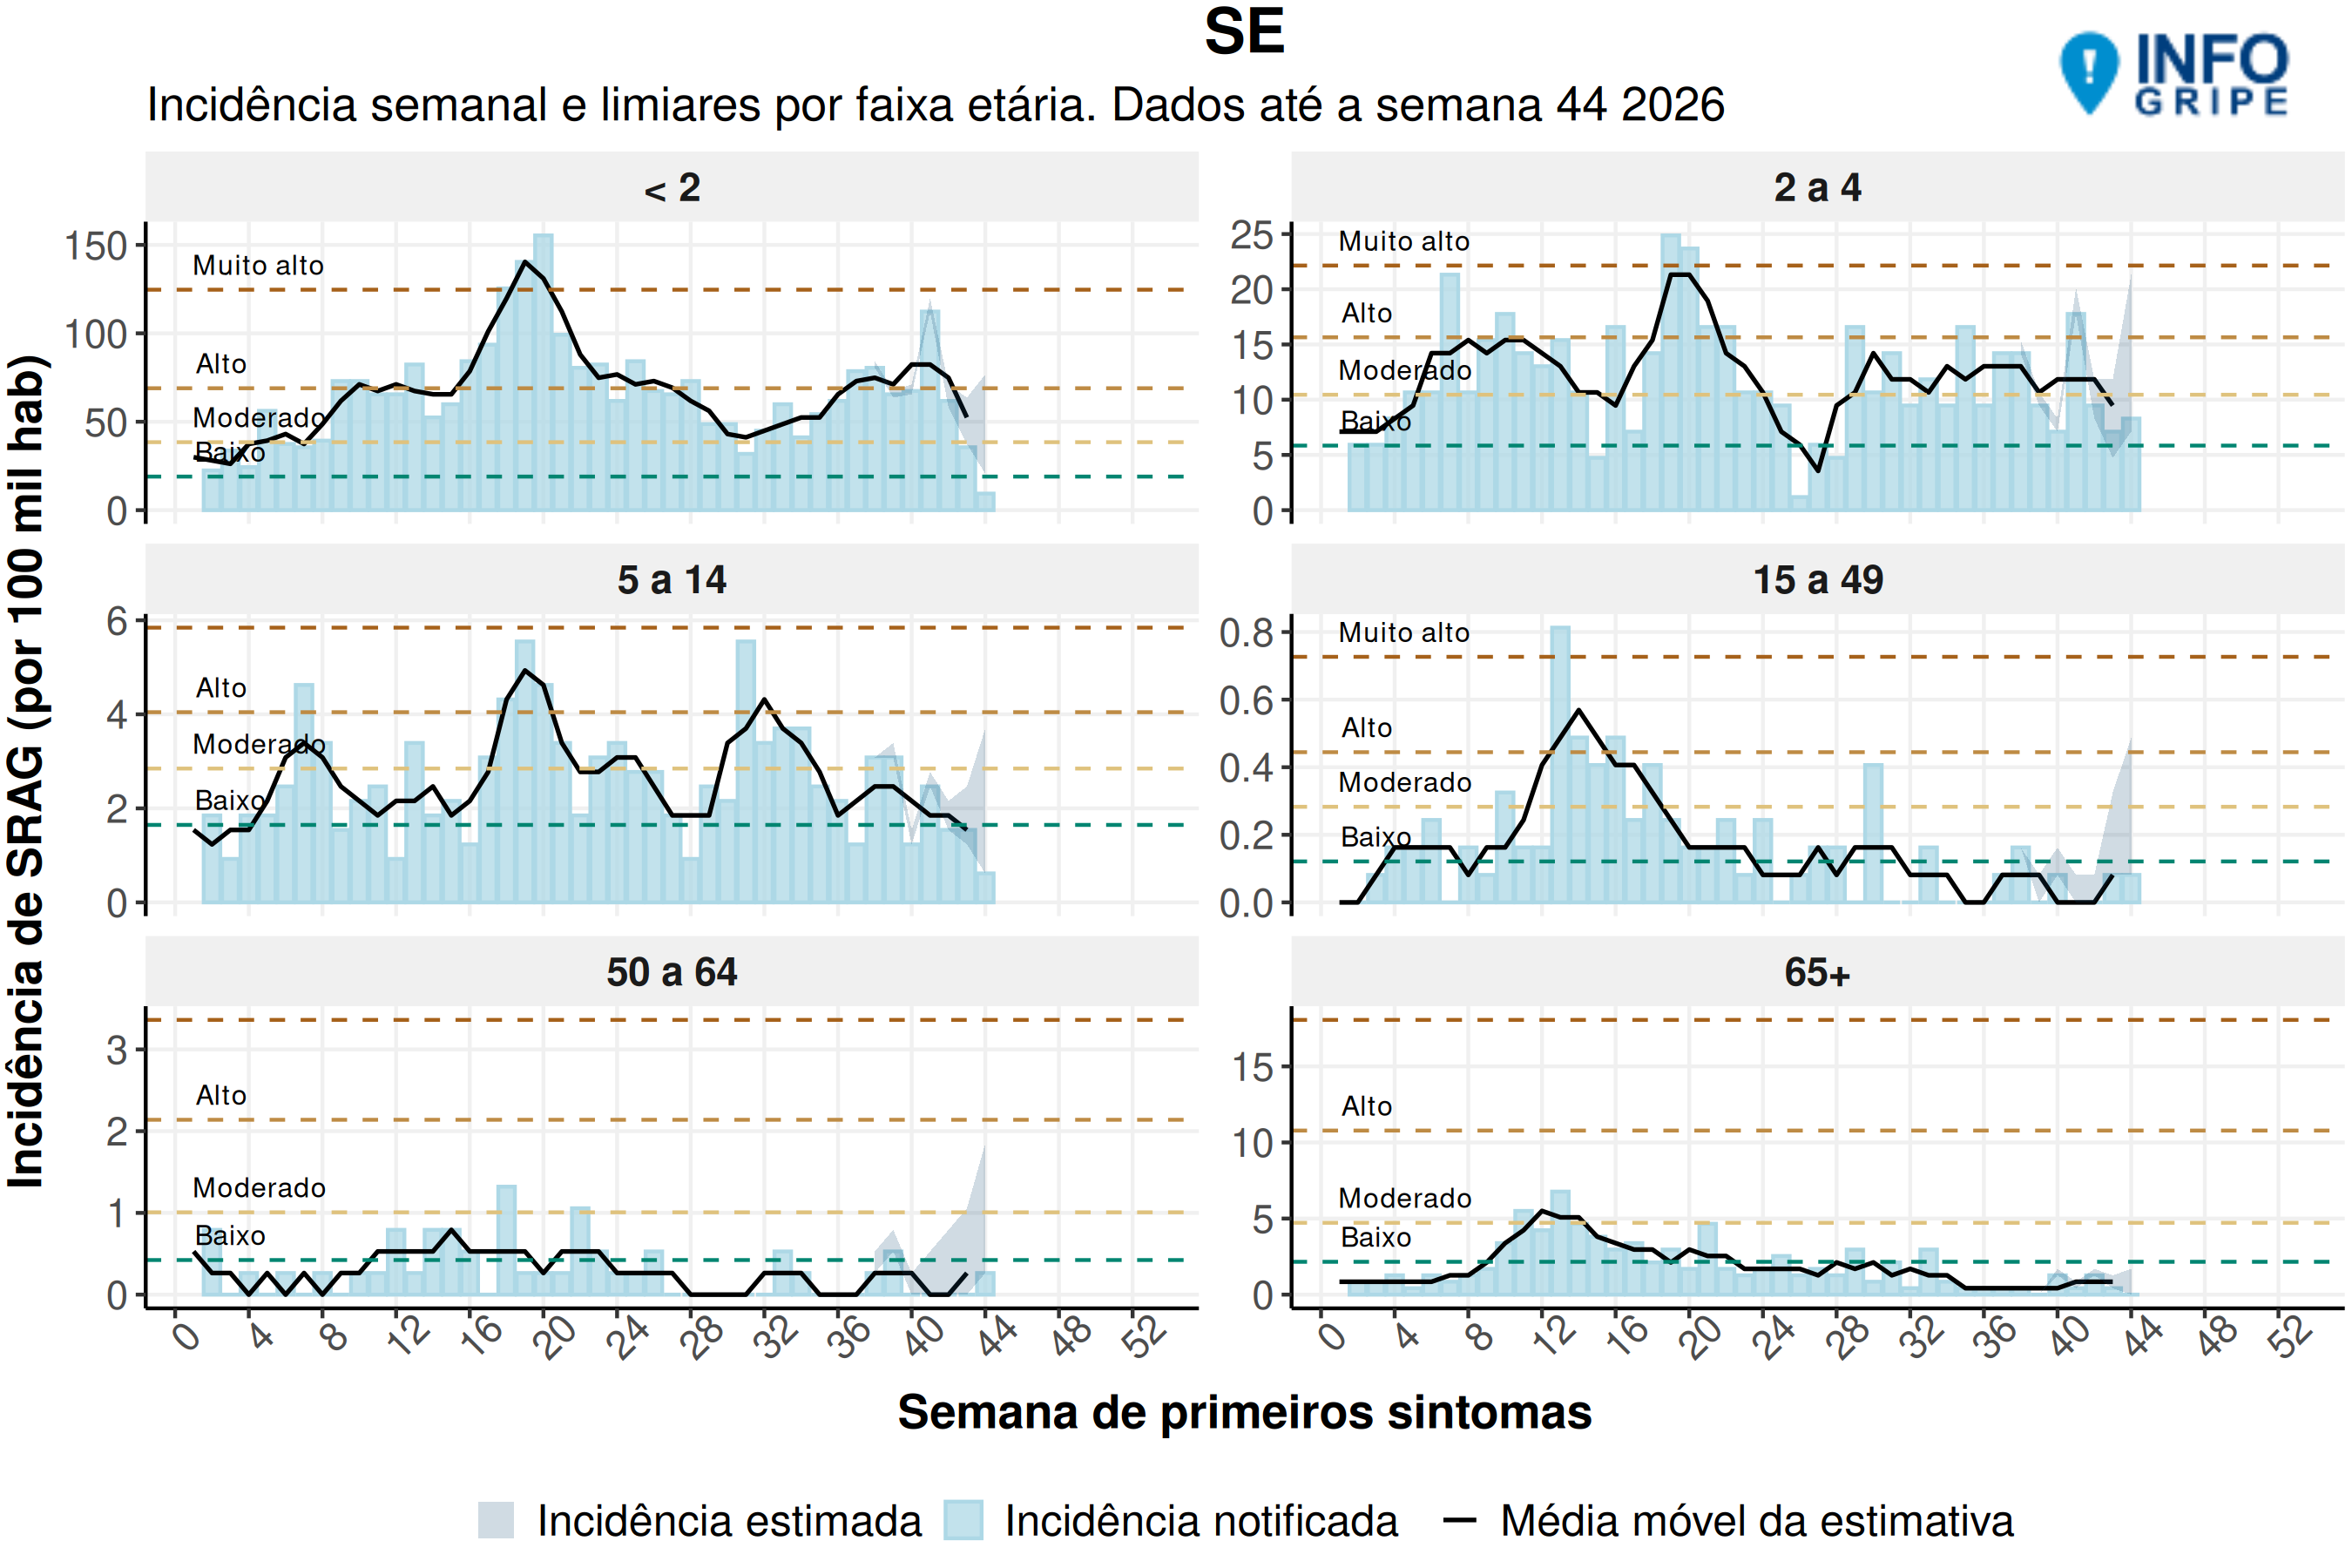 SE
INFO
GRIPE
Incidência semanal e limiares por faixa etária. Dados até a semana 44 2026
Incidência de SRAG (por 100 mil hab)
< 2
150
100
50
0
Muito alto
Alto
Moderado
Baixo
2 a 4
25
20
15
10
5
0
Muito alto
Alto
Moderado
Baixo
5 a 14
6
4
2
0
Alto
Moderado
Baixo
15 a 49
0.8
0.6
0.4
0.2
0.0
Muito alto
Alto
Moderado
Baixo
50 a 64
3
2
1
0
Alto
Moderado
Baixo
65+
15
10
5
0
Alto
Moderado
Baixo
0 4 8 12 16 20 24 28 32 36 40 44 48 52
0 4 8 12 16 20 24 28 32 36 40 44 48 52
Semana de primeiros sintomas
Incidência estimada Incidência notificada Média móvel da estimativa